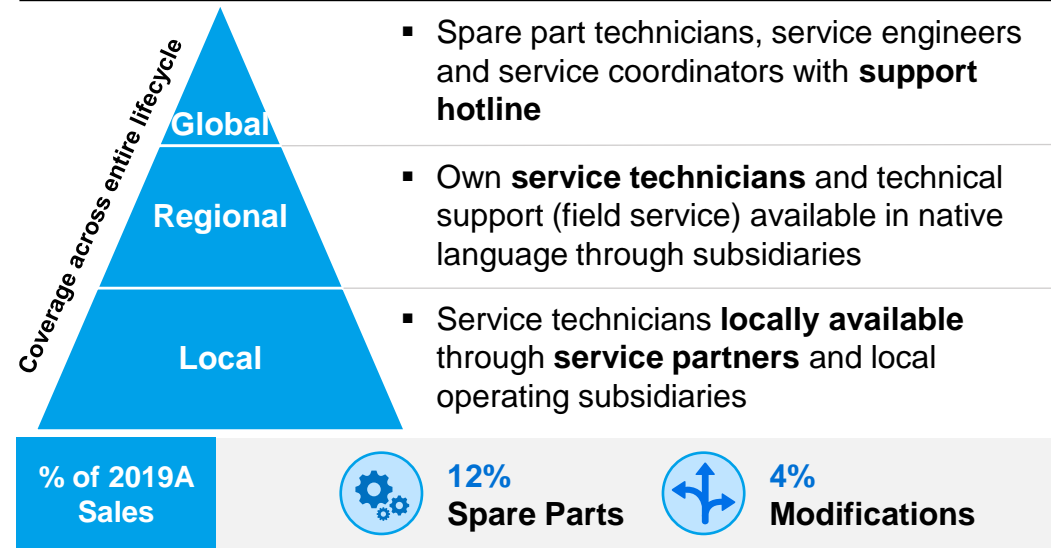 Coverage across entire lifecycle
Global
▪ Spare part technicians, service engineers
and service coordinators with support
hotline
Regional
▪ Own service technicians and technical
support (field service) available in native
language through subsidiaries
Local
▪ Service technicians locally available
through service partners and local
operating subsidiaries
% of 2019A
Sales
12%
Spare Parts
4%
Modifications